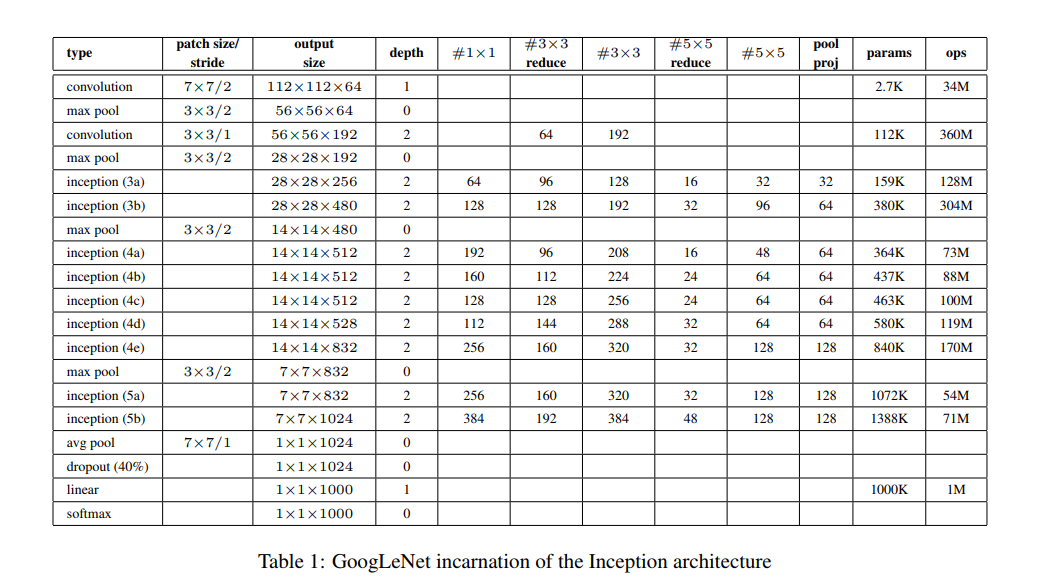 type patch size/ stride output size depth #1×1 #3×3 reduce #3×3 #5×5 reduce #5×5 pool proj params ops
convolution 7×7/2 112×112×64 1 2.7K 34M
max pool 3×3/2 56×56×64 0
convolution 3×3/1 56×56×192 2 64 192 112K 360M
max pool 3×3/2 28×28×192 0
inception (3a) 28×28×256 2 64 96 128 16 32 32 159K 128M
inception (3b) 28×28×480 2 128 128 192 32 96 64 380K 304M
max pool 3×3/2 14×14×480 0
inception (4a) 14×14×512 2 192 96 208 16 48 64 364K 73M
inception (4b) 14×14×512 2 160 112 224 24 64 64 437K 88M
inception (4c) 14×14×512 2 128 128 256 24 64 64 463K 100M
inception (4d) 14×14×528 2 112 144 288 32 64 64 580K 119M
inception (4e) 14×14×832 2 256 160 320 32 128 128 840K 170M
max pool 3×3/2 7×7×832 0
inception (5a) 7×7×832 2 256 160 320 32 128 128 1072K 54M
inception (5b) 7×7×1024 2 384 192 384 48 128 128 1388K 71M
avg pool 7×7/1 1×1×1024 0
dropout (40%) 1×1×1024 0
linear 1×1×1000 1 1000K 1M
softmax 1×1×1000 0
Table 1: GoogLeNet incarnation of the Inception architecture